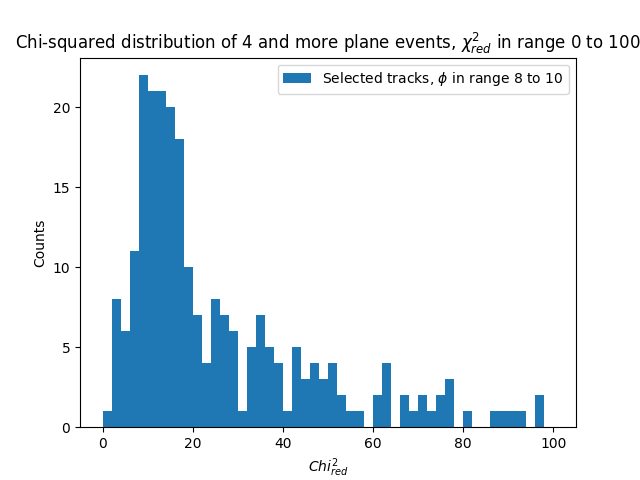 Chi-squared distribution of 4 and more plane events, χ²red in range 0 to 100
Selected tracks, ϕ in range 8 to 10
Counts
20
15
10
5
0
0 20 40 60 80 100
Chi²red